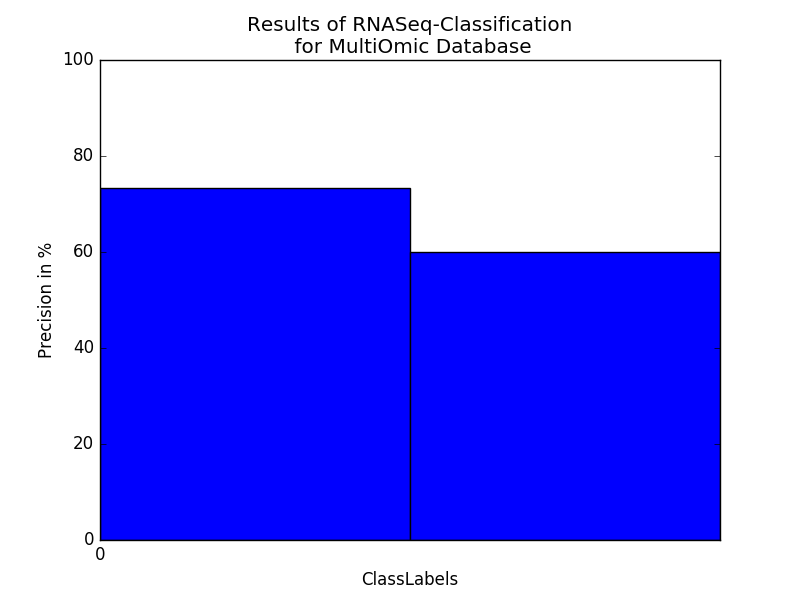 Results of RNASeq-Classification
for MultiOmic Database
100
80
60
40
20
0
Precision in %
0
ClassLabels